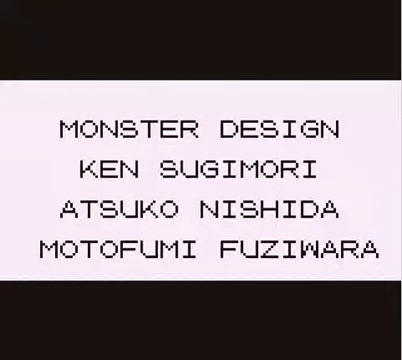 MONSTER DESIGN
KEN SUGIMORI
ATSUKO NISHIDA
MOTOFUMI FUZIWARA